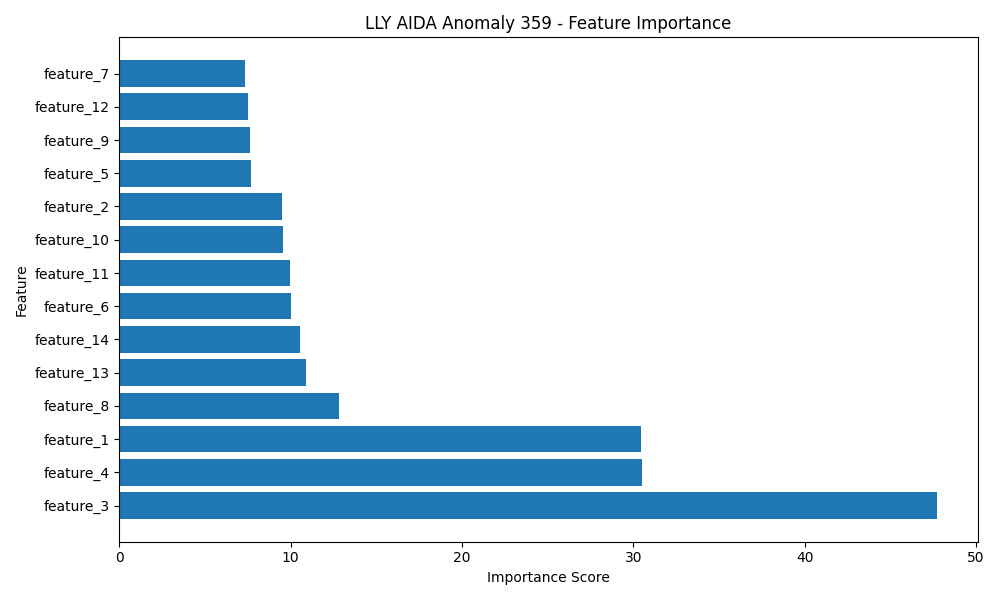 LLY AIDA Anomaly 359 - Feature Importance
feature_7
feature_12
feature_9
feature_5
feature_2
feature_10
feature_11
feature_6
feature_14
feature_13
feature_8
feature_1
feature_4
feature_3
Feature
0 10 20 30 40 50
Importance Score